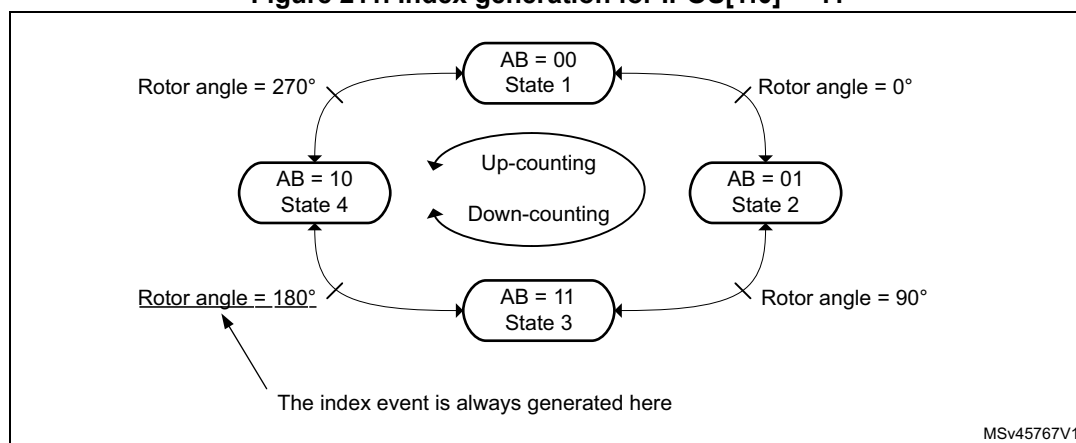 AB = 00
State 1
Rotor angle = 270°
Rotor angle = 0°
Up-counting
AB = 10
State 4
AB = 01
State 2
Down-counting
Rotor angle = 180°
AB = 11
State 3
Rotor angle = 90°
The index event is always generated here
MSv45767V1